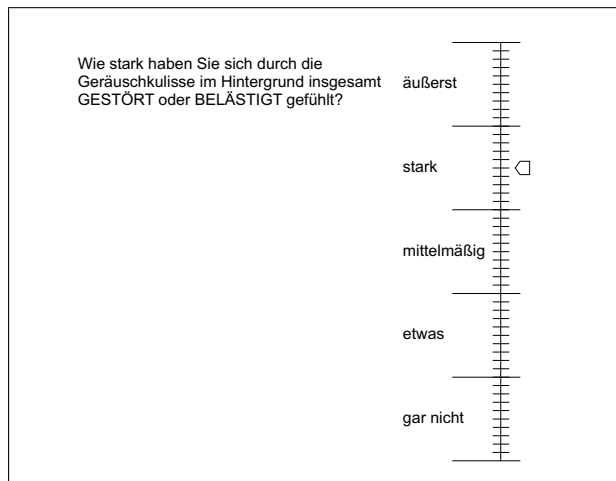 Wie stark haben Sie sich durch die
Geräuschkulisse im Hintergrund insgesamt
GESTÖRT oder BELÄSTIGT gefühlt?
äußerst
stark
mittelmäßig
etwas
gar nicht